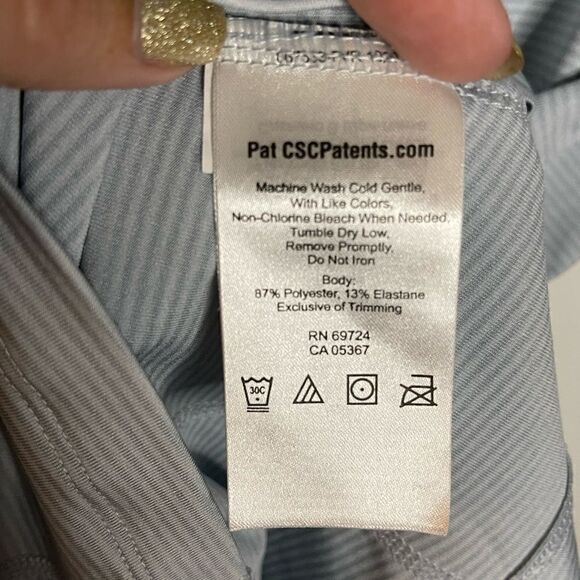 Pat CSCPatents.com
Machine Wash Cold Gentle,
With Like Colors,
Non-Chlorine Bleach When Needed,
Tumble Dry Low,
Remove Promptly,
Do Not Iron
Body:
87% Polyester, 13% Elastane
Exclusive of Trimming
RN 69724
CA 05367
30C